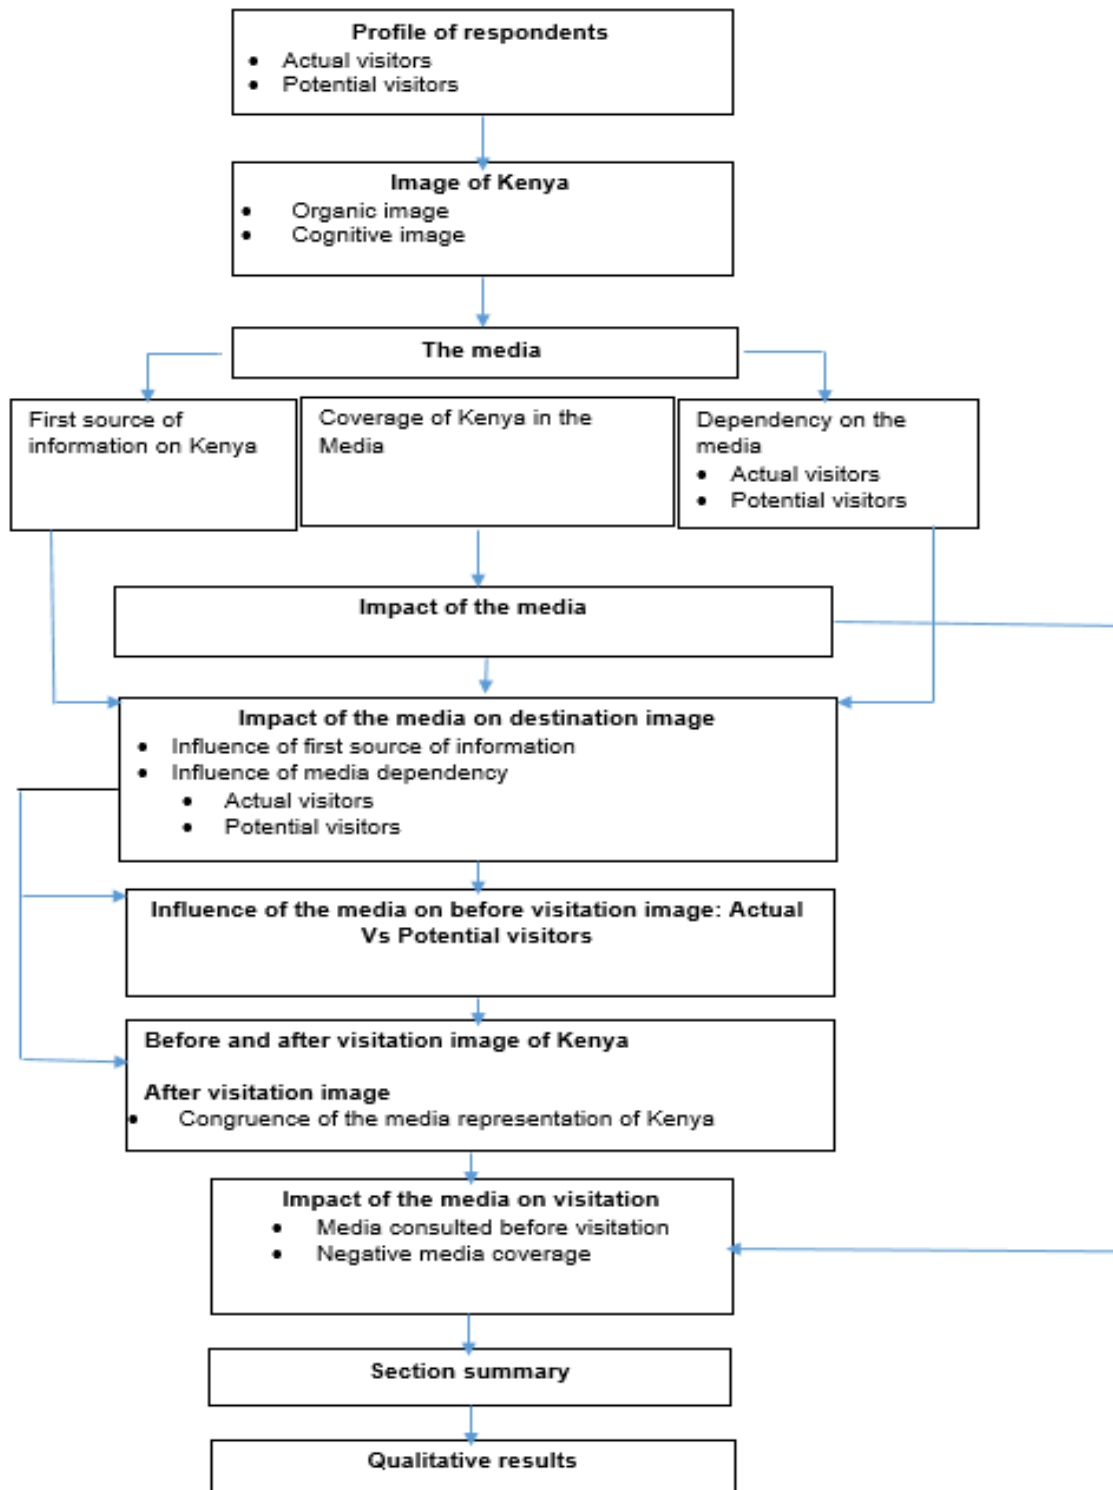 Profile of respondents
• Actual visitors
• Potential visitors
Image of Kenya
• Organic image
• Cognitive image
The media
First source of
information on Kenya
Coverage of Kenya in the
Media
Dependency on the
media
• Actual visitors
• Potential visitors
Impact of the media
Impact of the media on destination image
• Influence of first source of information
• Influence of media dependency
• Actual visitors
• Potential visitors
Influence of the media on before visitation image: Actual
Vs Potential visitors
Before and after visitation image of Kenya
After visitation image
• Congruence of the media representation of Kenya
Impact of the media on visitation
• Media consulted before visitation
• Negative media coverage
Section summary
Qualitative results